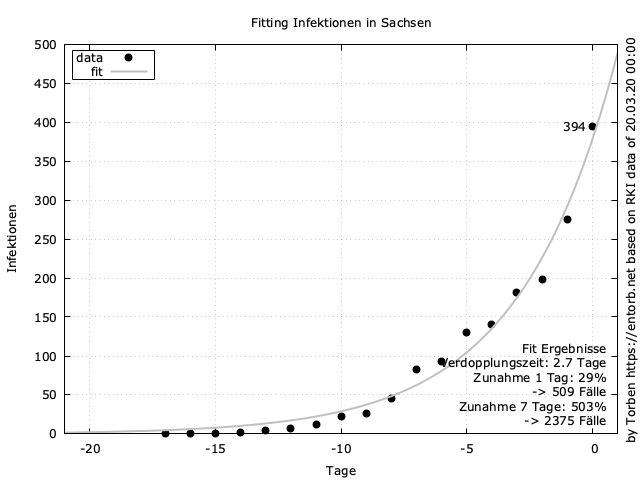 Fitting Infektionen in Sachsen
500
450
400
350
300
250
200
150
100
50
0
-20
-15
-10
-5
0
Infektionen
Tage
data
fit
394
Fit Ergebnisse
Verdopplungszeit: 2.7 Tage
Zunahme 1 Tag: 29%
-> 509 Fälle
Zunahme 7 Tage: 503%
-> 2375 Fälle
by Torben https://entorb.net based on RKI data of 20.03.20 00:00